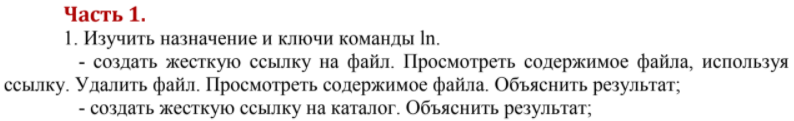 Часть 1.
1. Изучить назначение и ключи команды ln.
- создать жесткую ссылку на файл. Просмотреть содержимое файла, используя
ссылку. Удалить файл. Просмотреть содержимое файла. Объяснить результат;
- создать жесткую ссылку на каталог. Объяснить результат;